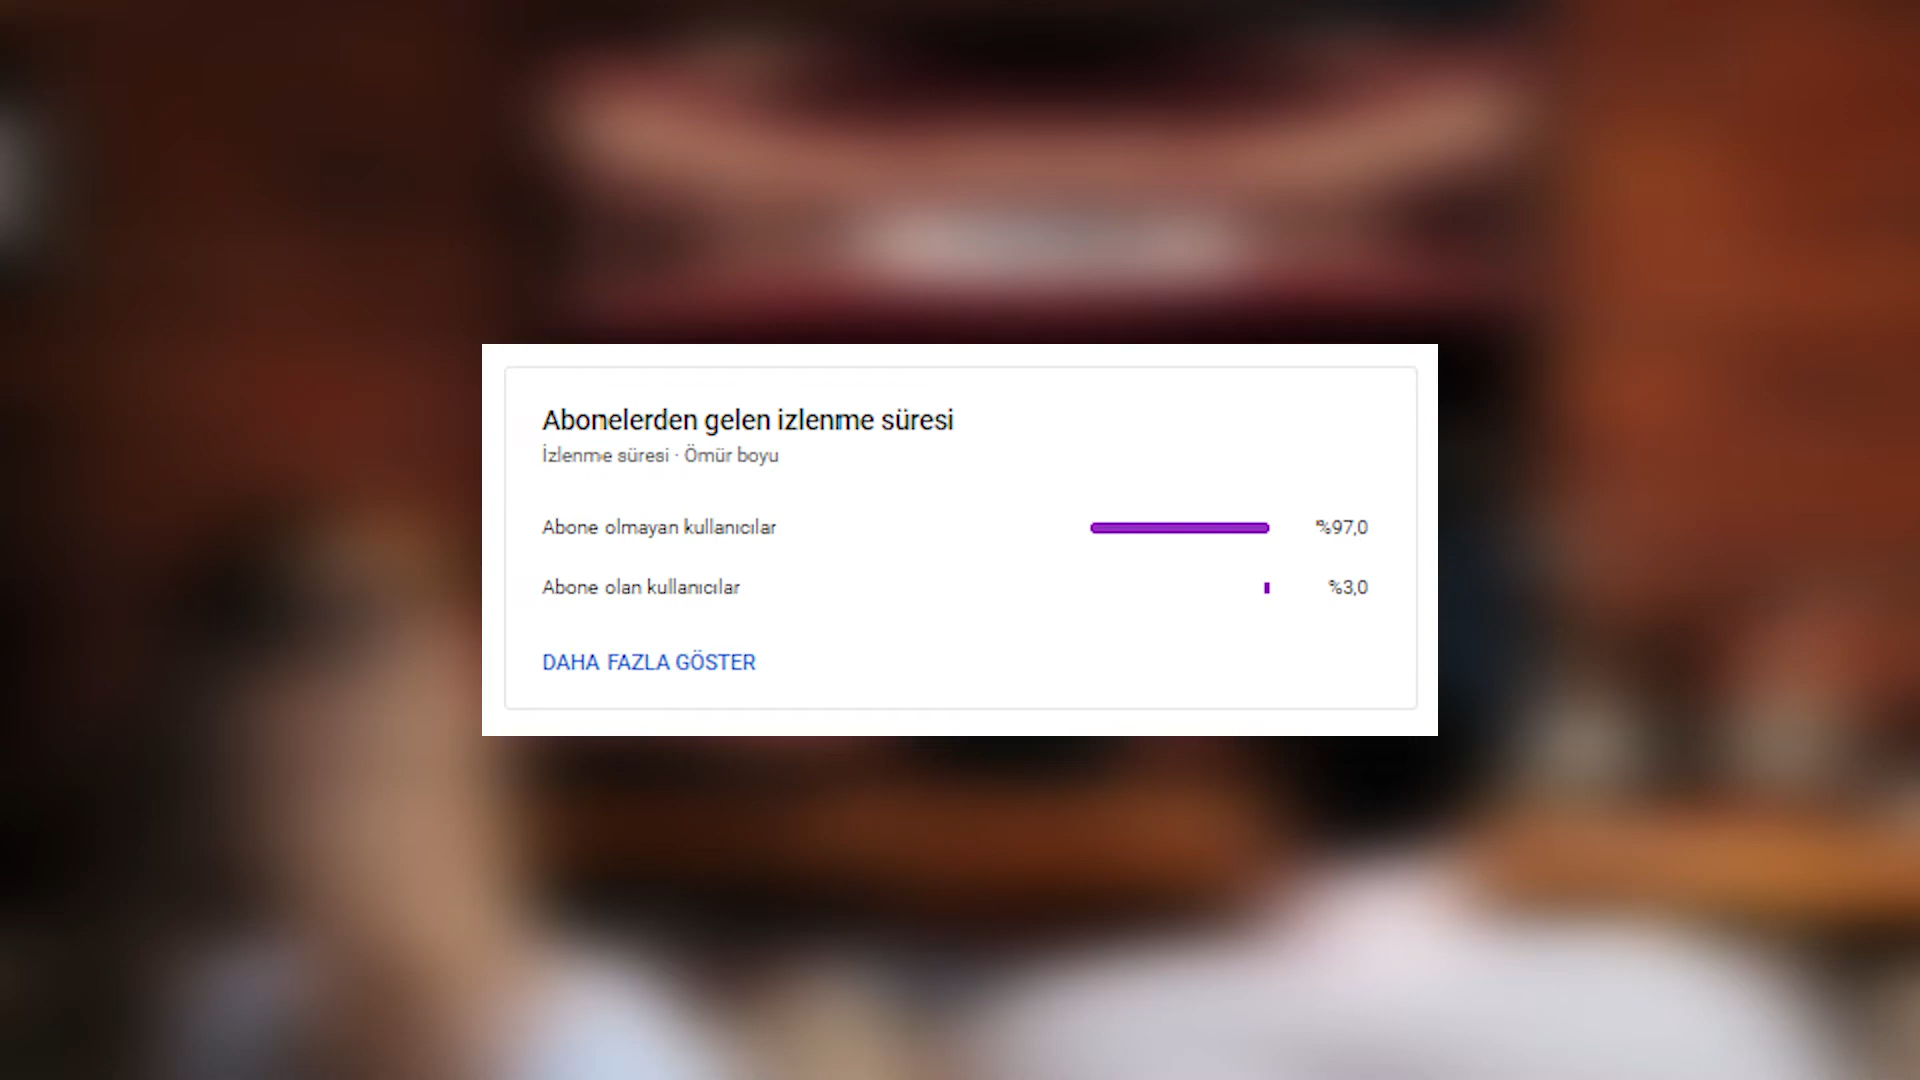 Abonelerden gelen izlenme süresi
İzlenme süresi · Ömür boyu
Abone olmayan kullanıcılar %97,0
Abone olan kullanıcılar %3,0
DAHA FAZLA GÖSTER